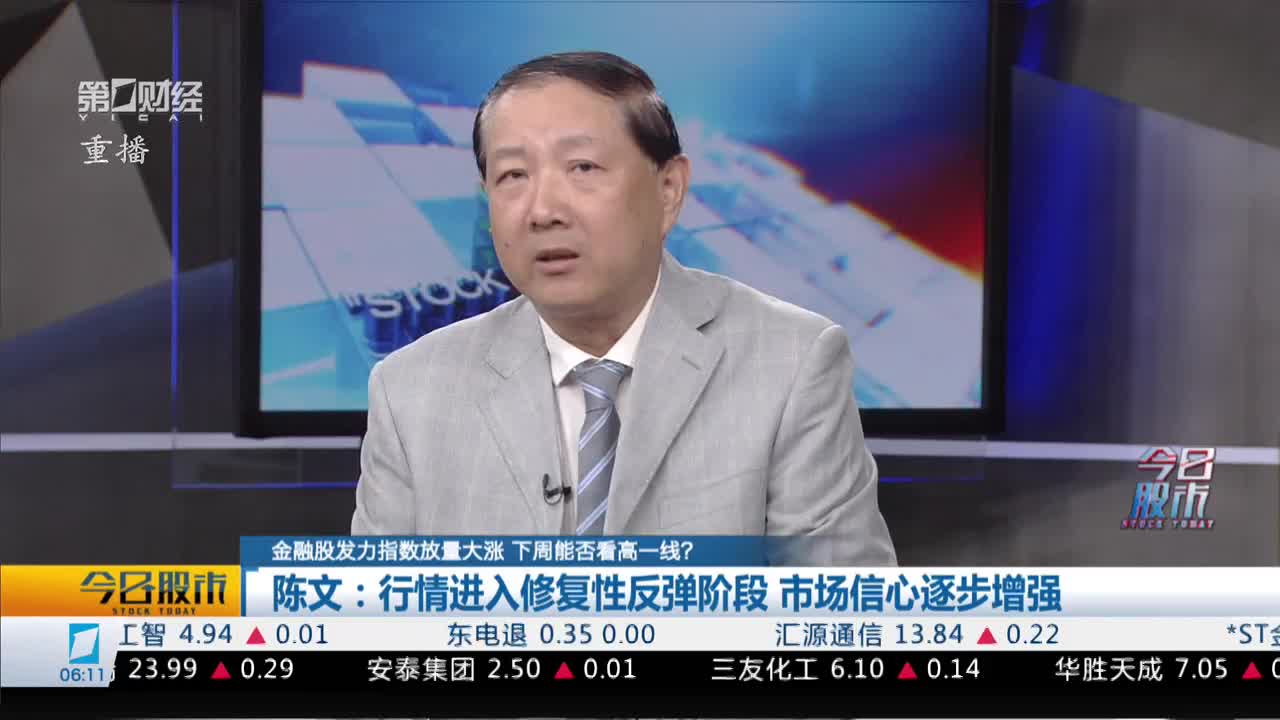 第一财经
YICAI
重播
STOCK
今日
股市
STOCK TODAY
金融股发力指数放量大涨 下周能否看高一线?
今日股市
STOCK TODAY
陈文：行情进入修复性反弹阶段 市场信心逐步增强
工智 4.94 ▲ 0.01 东电退 0.35 0.00 汇源通信 13.84 ▲ 0.22 *ST金
06:11
23.99 ▲ 0.29 安泰集团 2.50 ▲ 0.01 三友化工 6.10 ▲ 0.14 华胜天成 7.05 ▲ 0